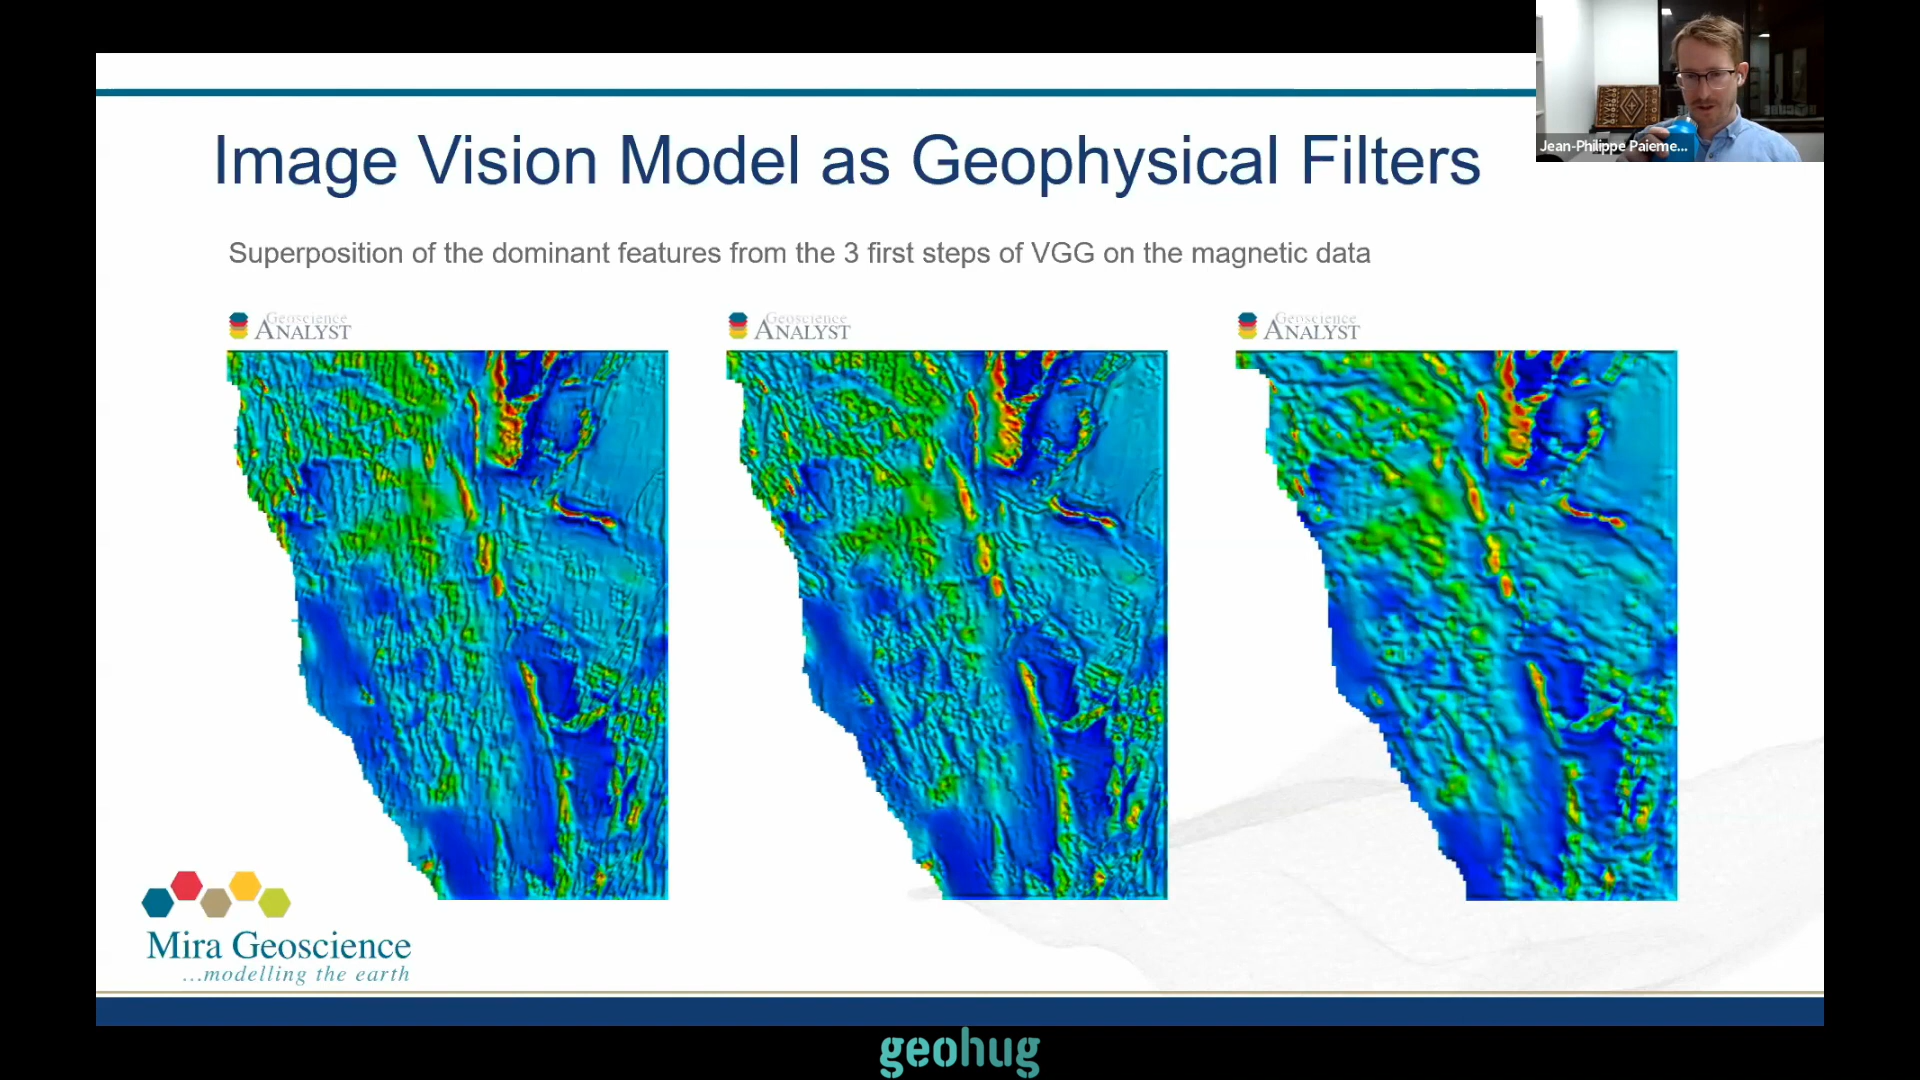 Image Vision Model as Geophysical Filters
Jean-Philippe Paieme...
Superposition of the dominant features from the 3 first steps of VGG on the magnetic data
Geoscience
ANALYST
Geoscience
ANALYST
Geoscience
ANALYST
Mira Geoscience
...modelling the earth
geohug